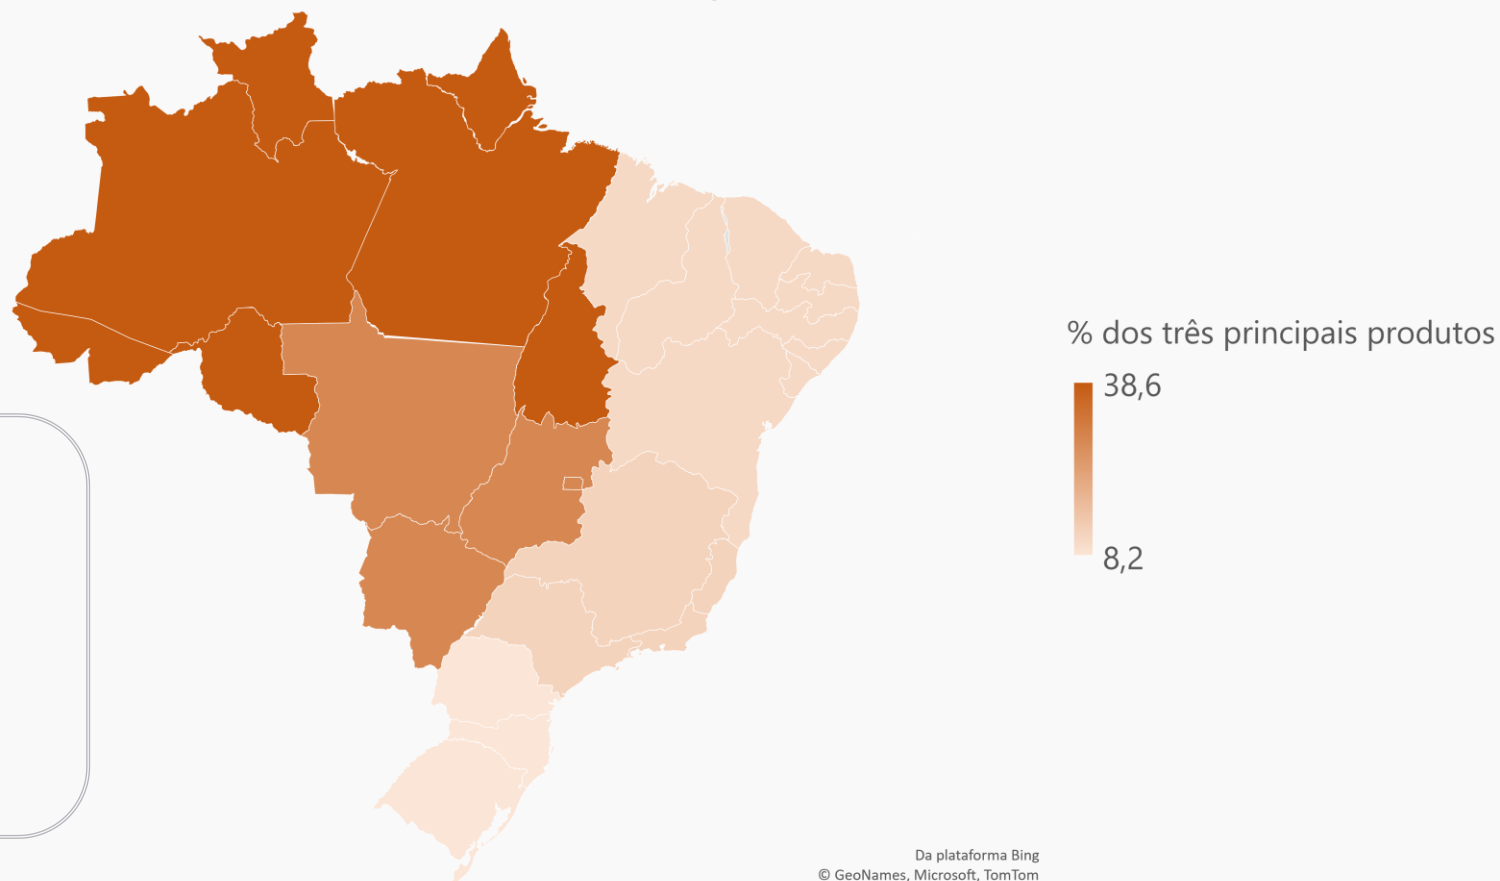 % dos três principais produtos
38,6
8,2
Da plataforma Bing
© GeoNames, Microsoft, TomTom